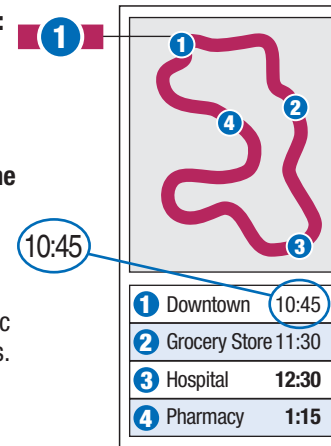 :
1
1
2
4
ne
3
10:45
c
s.
1 Downtown 10:45
2 Grocery Store 11:30
3 Hospital 12:30
4 Pharmacy 1:15